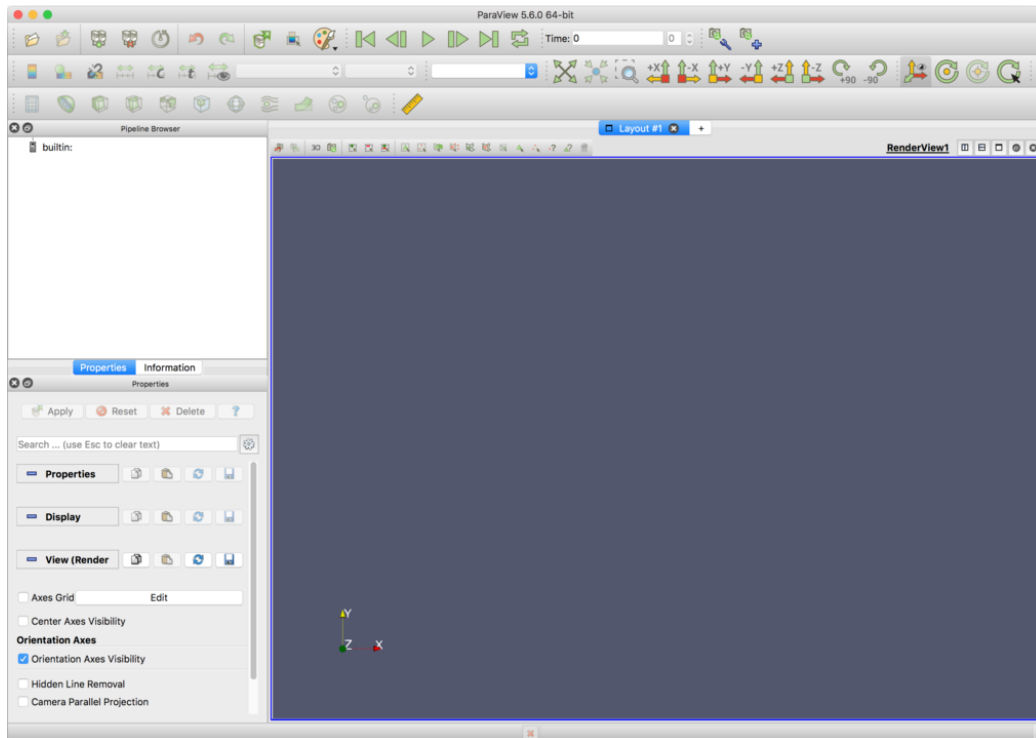 ParaView 5.6.0 64-bit
Time: 0 0
+X -X +Y -Y +Z -Z +90 -90
Pipeline Browser
Layout #1 +
builtin:
3D
RenderView1
Properties Information
Properties
Apply Reset Delete ?
Search ... (use Esc to clear text)
Properties
Display
View (Render
Axes Grid Edit
Center Axes Visibility
Orientation Axes
Orientation Axes Visibility
Hidden Line Removal
Camera Parallel Projection
Y
Z X